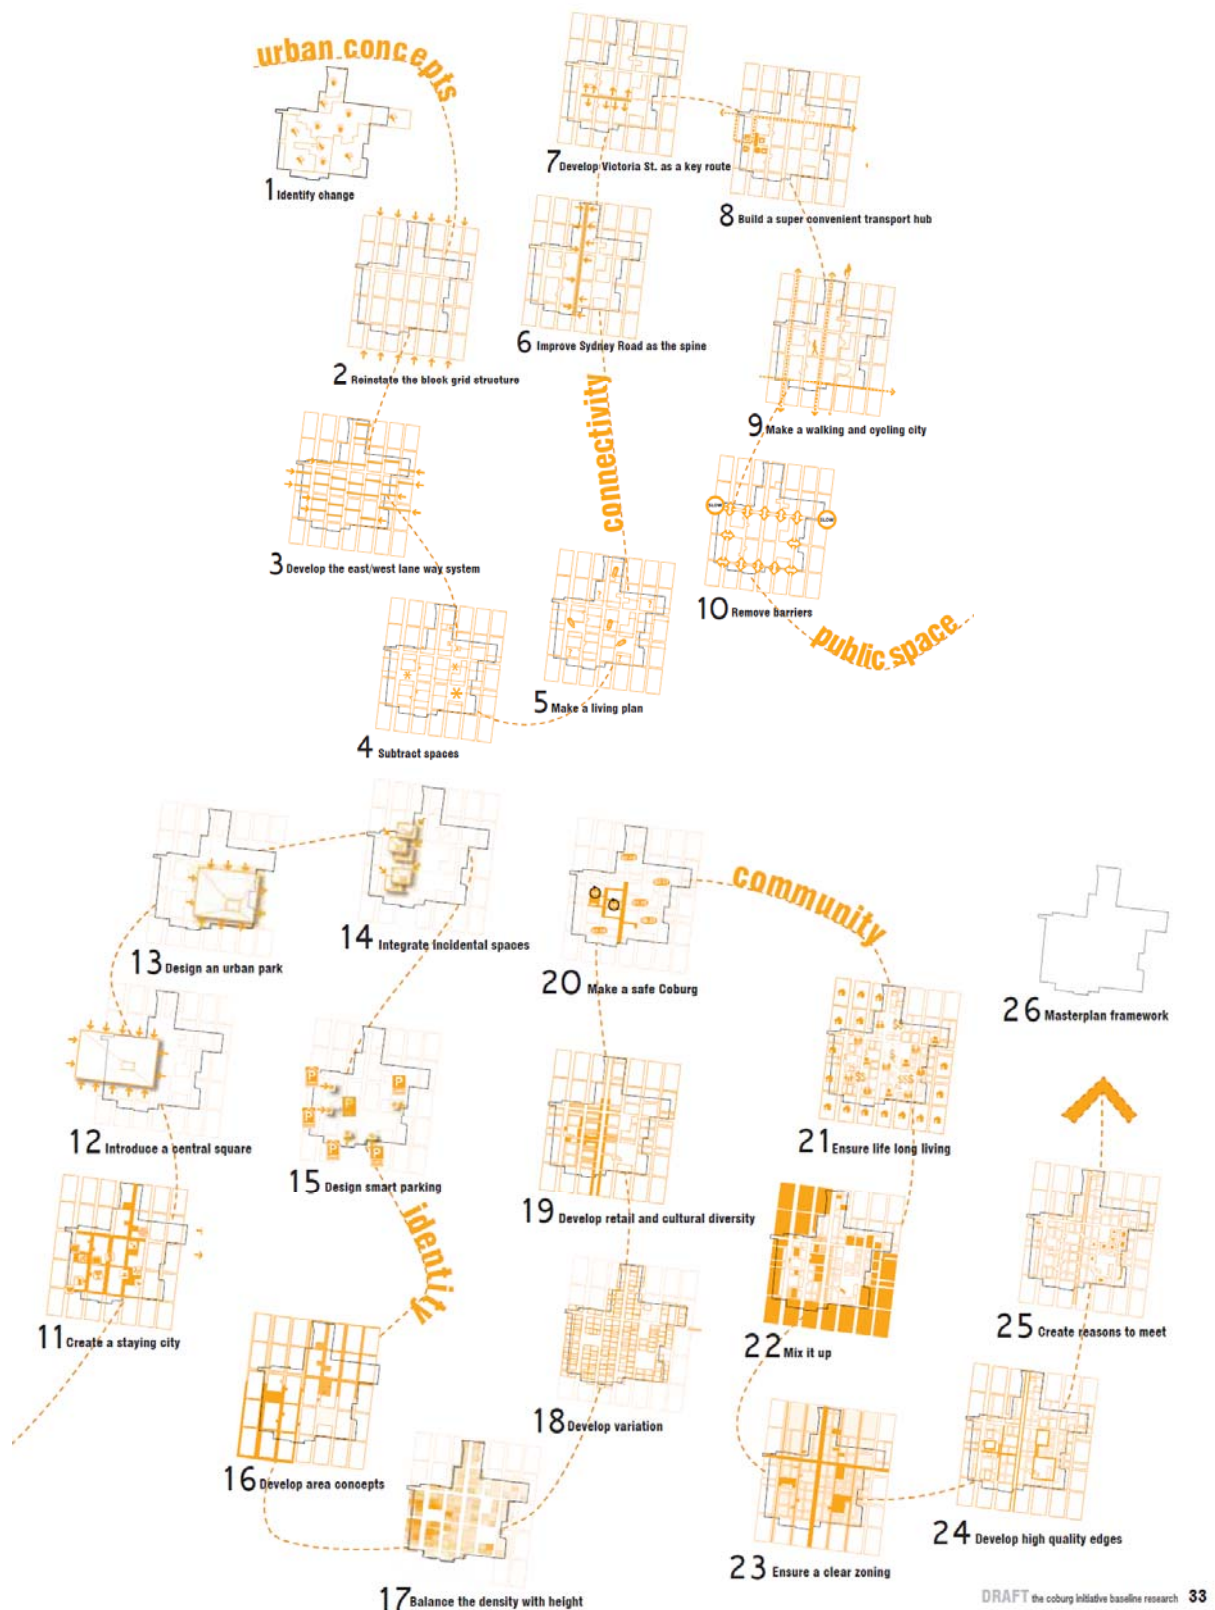 urban concepts
1 Identify change
2 Reinstate the block grid structure
3 Develop the east/west lane way system
4 Subtract spaces
5 Make a living plan
connectivity
6 Improve Sydney Road as the spine
7 Develop Victoria St. as a key route
8 Build a super convenient transport hub
9 Make a walking and cycling city
SLOW
SLOW
10 Remove barriers
public space
11 Create a staying city
12 Introduce a central square
13 Design an urban park
14 Integrate incidental spaces
P
P
P
P
P
P
15 Design smart parking
identity
16 Develop area concepts
17 Balance the density with height
18 Develop variation
19 Develop retail and cultural diversity
20 Make a safe Coburg
community
$
$$
$$$
21 Ensure life long living
22 Mix it up
23 Ensure a clear zoning
24 Develop high quality edges
25 Create reasons to meet
26 Masterplan framework
DRAFT the coburg initiative baseline research 33